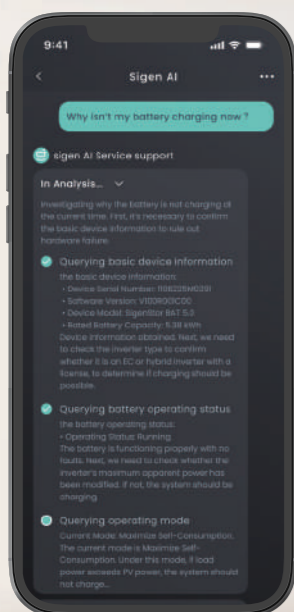 9:41
Sigen AI
Why isn't my battery charging now ?
sigen AI Service support
In Analysis...
Investigating why the battery is not charging at
the current time. First, it's necessary to confirm
the basic device information to rule out
hardware failure.
Querying basic device information
the basic device information:
• Device Serial Number:
• Software Version: V100R001C00
• Device Model: SigenStor BAT 5.0
• Rated Battery Capacity: 5.38 kWh
Device information obtained. Next, we need
to check the inverter type to confirm
whether it is an EC or hybrid inverter with a
license, to determine if charging should be
possible.
Querying battery operating status
the battery operating status:
• Operating Status: Running
The battery is functioning properly with no
faults. Next, we need to check whether the
inverter's maximum apparent power has
been modified. If not, the system should be
charging.
Querying operating mode
Current Mode: Maximize Self-Consumption.
The current mode is Maximize Self-
Consumption. Under this mode, if load
power exceeds PV power, the system should
not charge...